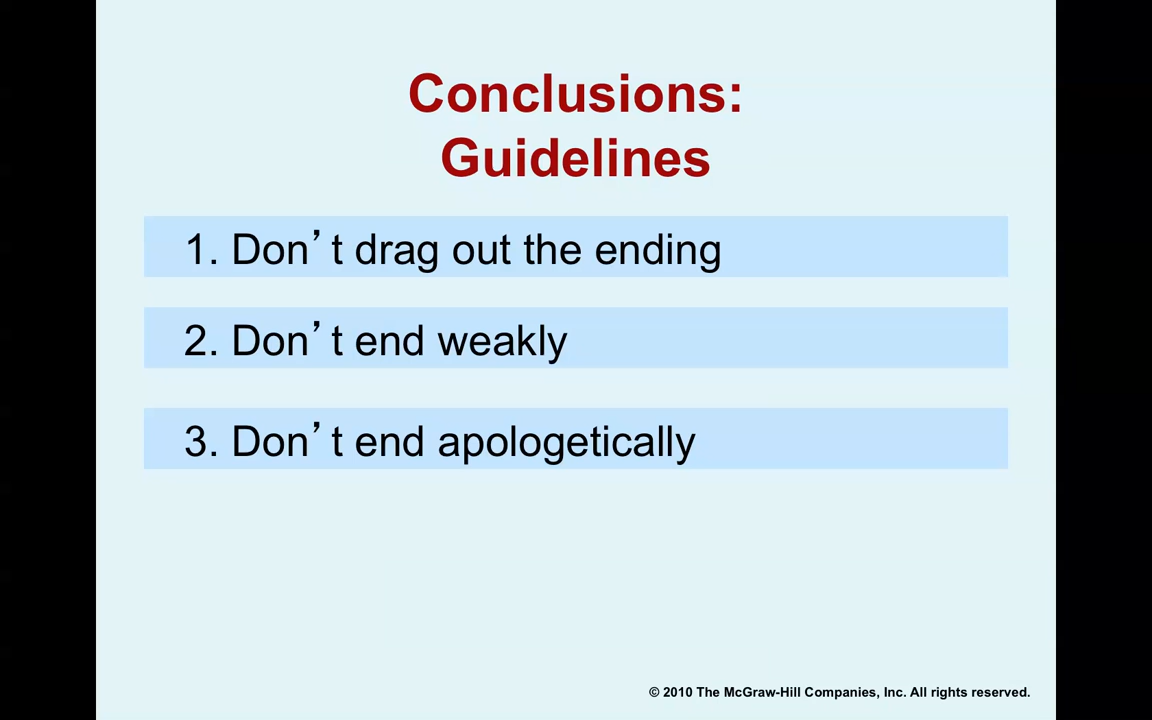 Conclusions:
Guidelines
1. Don’t drag out the ending
2. Don’t end weakly
3. Don’t end apologetically
© 2010 The McGraw-Hill Companies, Inc. All rights reserved.